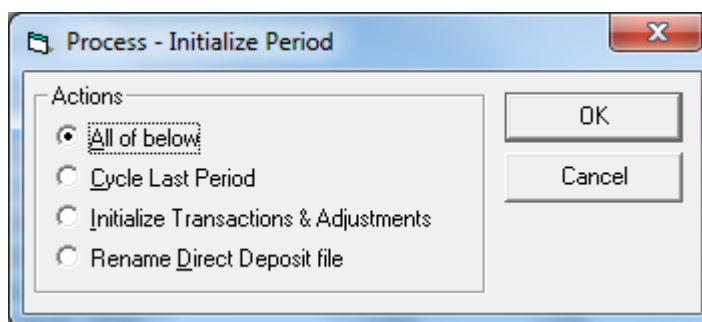 Process - Initialize Period
Actions
All of below
Cycle Last Period
Initialize Transactions & Adjustments
Rename Direct Deposit file
OK
Cancel